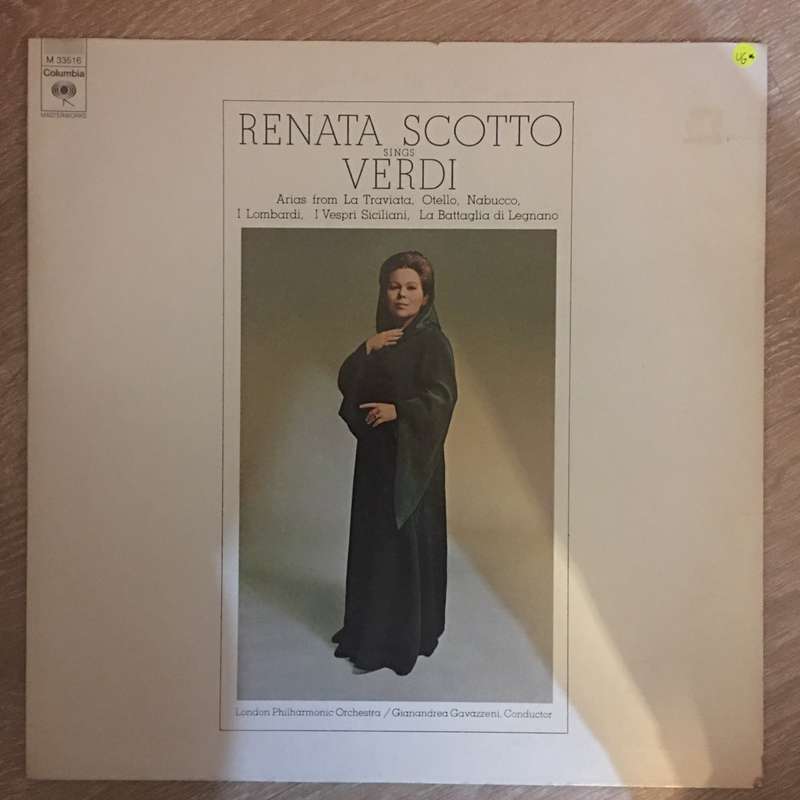 M 33516
Columbia
MASTERWORKS
VG+
RENATA SCOTTO
SINGS
VERDI
Arias from La Traviata, Otello, Nabucco,
I Lombardi, I Vespri Siciliani, La Battaglia di Legnano
London Philharmonic Orchestra / Gianandrea Gavazzeni, Conductor